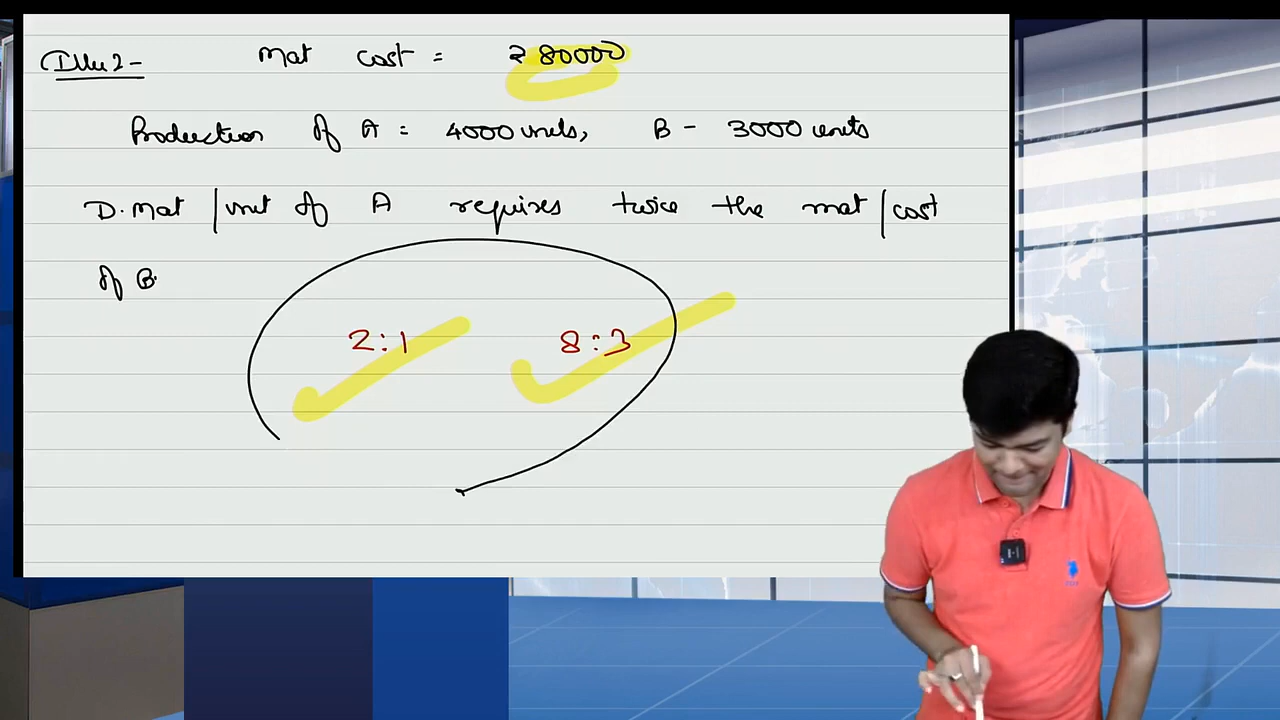 Illu 2 -
Mat cost = ₹ 80000
Production of A = 4000 units, B - 3000 units
D. Mat / unit of A requires twice the mat / cost
of B.
2:1 8:3